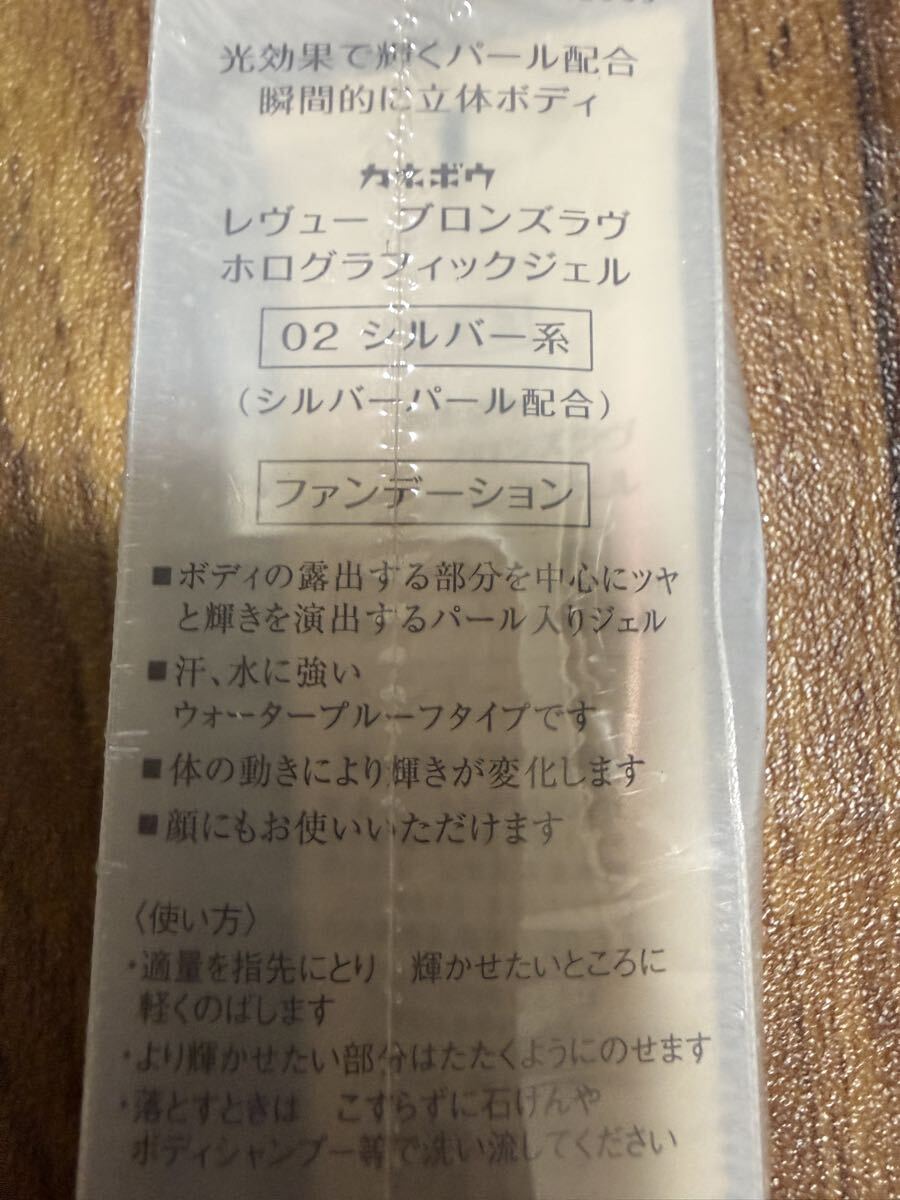 光効果で輝くパール配合
瞬間的に立体ボディ
カネボウ
レヴュー ブロンズラヴ
ホログラフィックジェル
02 シルバー系
(シルバーパール配合)
ファンデーション
■ボディの露出する部分を中心にツヤ
と輝きを演出するパール入りジェル
■汗、水に強い
ウォータープルーフタイプです
■体の動きにより輝きが変化します
■顔にもお使いいただけます
〈使い方〉
・適量を指先にとり 輝かせたいところに
軽くのばします
・より輝かせたい部分はたたくようにのせます
・落とすときは こすらずに石けんや
ボディシャンプー等で洗い流してください